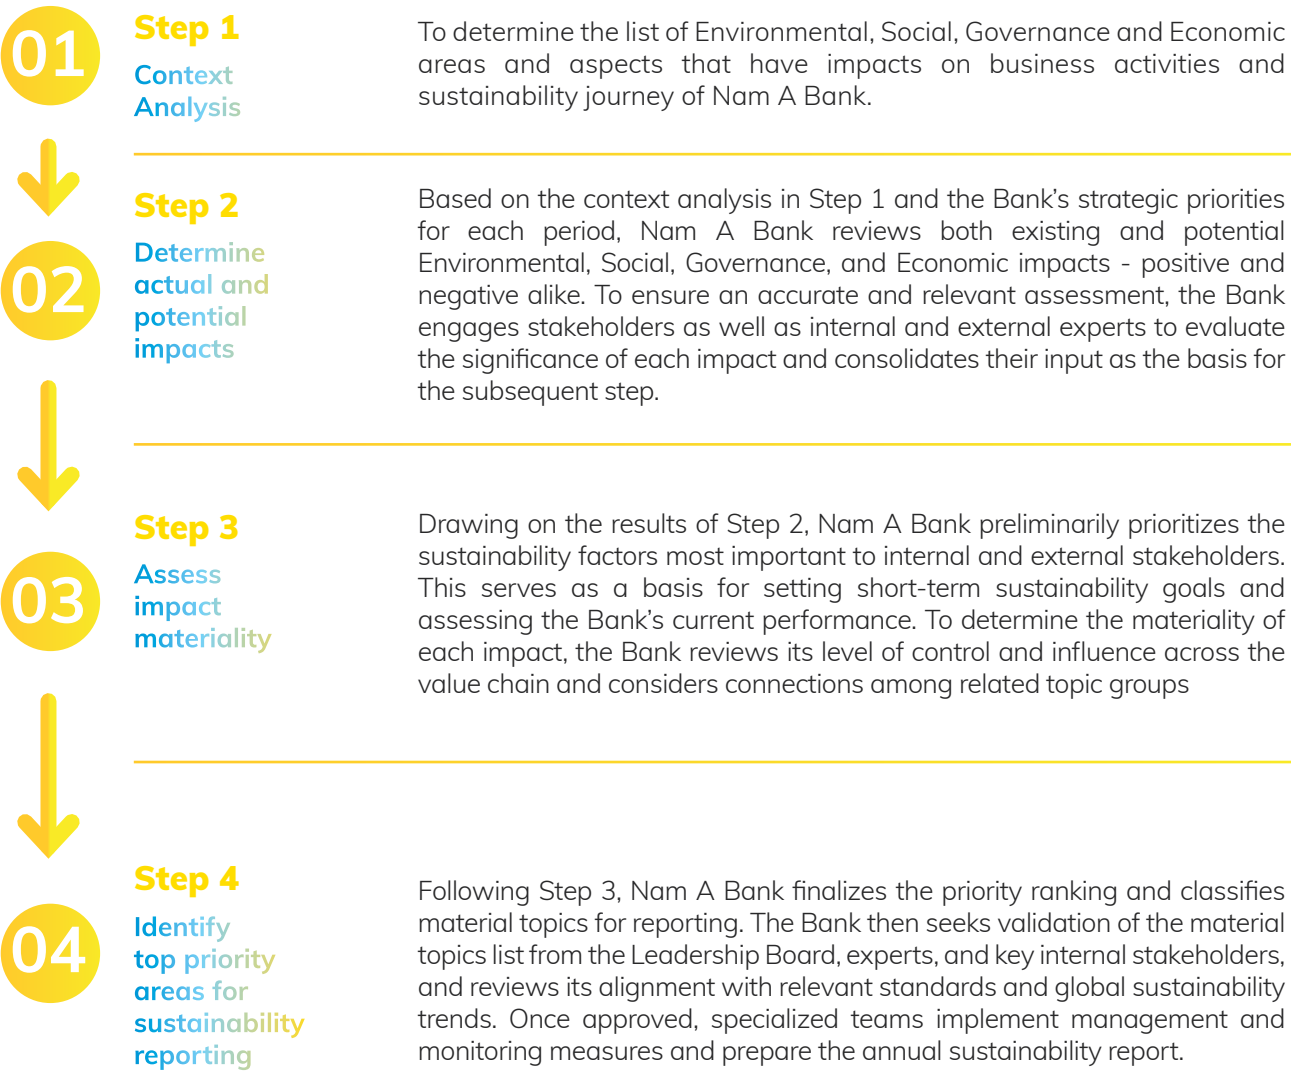 01
Step 1
Context
Analysis
To determine the list of Environmental, Social, Governance and Economic
areas and aspects that have impacts on business activities and
sustainability journey of Nam A Bank.
02
Step 2
Determine
actual and
potential
impacts
Based on the context analysis in Step 1 and the Bank’s strategic priorities
for each period, Nam A Bank reviews both existing and potential
Environmental, Social, Governance, and Economic impacts - positive and
negative alike. To ensure an accurate and relevant assessment, the Bank
engages stakeholders as well as internal and external experts to evaluate
the significance of each impact and consolidates their input as the basis for
the subsequent step.
03
Step 3
Assess
impact
materiality
Drawing on the results of Step 2, Nam A Bank preliminarily prioritizes the
sustainability factors most important to internal and external stakeholders.
This serves as a basis for setting short-term sustainability goals and
assessing the Bank’s current performance. To determine the materiality of
each impact, the Bank reviews its level of control and influence across the
value chain and considers connections among related topic groups
04
Step 4
Identify
top priority
areas for
sustainability
reporting
Following Step 3, Nam A Bank finalizes the priority ranking and classifies
material topics for reporting. The Bank then seeks validation of the material
topics list from the Leadership Board, experts, and key internal stakeholders,
and reviews its alignment with relevant standards and global sustainability
trends. Once approved, specialized teams implement management and
monitoring measures and prepare the annual sustainability report.